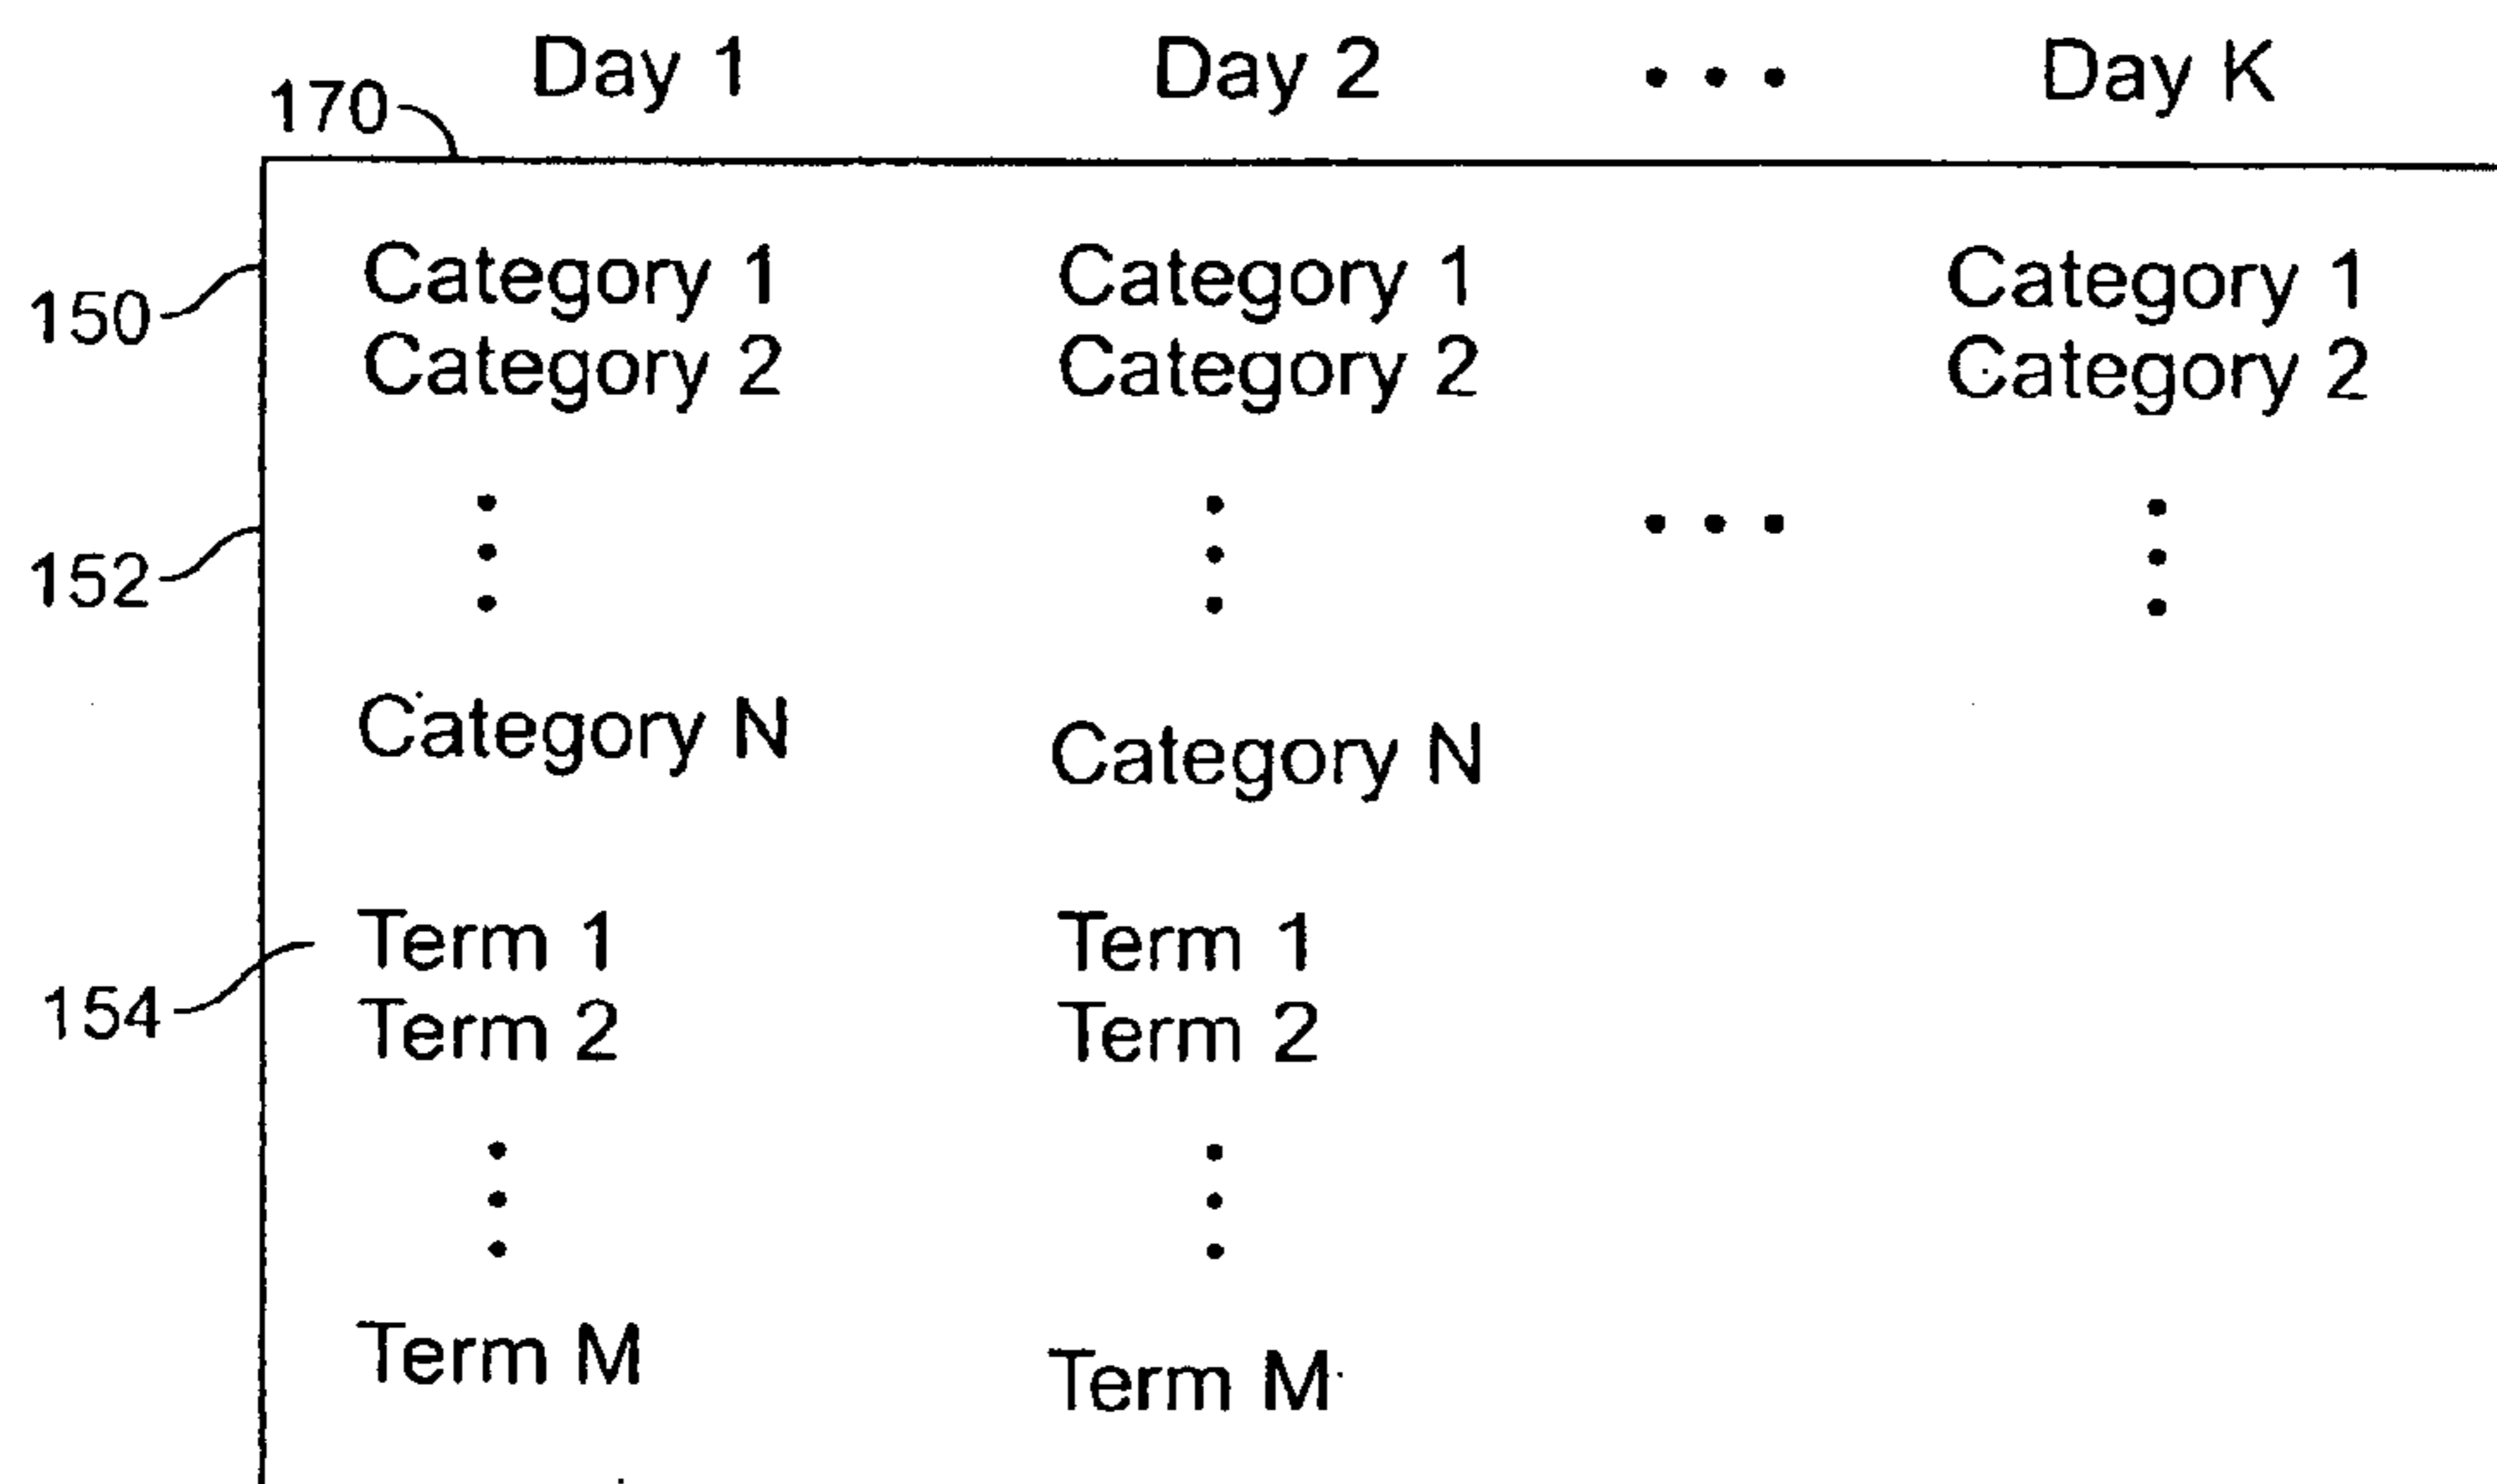 Day 1 Day 2 • • • Day K
170
Category 1 Category 1 Category 1
150
Category 2 Category 2 Category 2
• • •
152
Category N Category N
Term 1 Term 1
154
Term 2 Term 2
Term M Term M